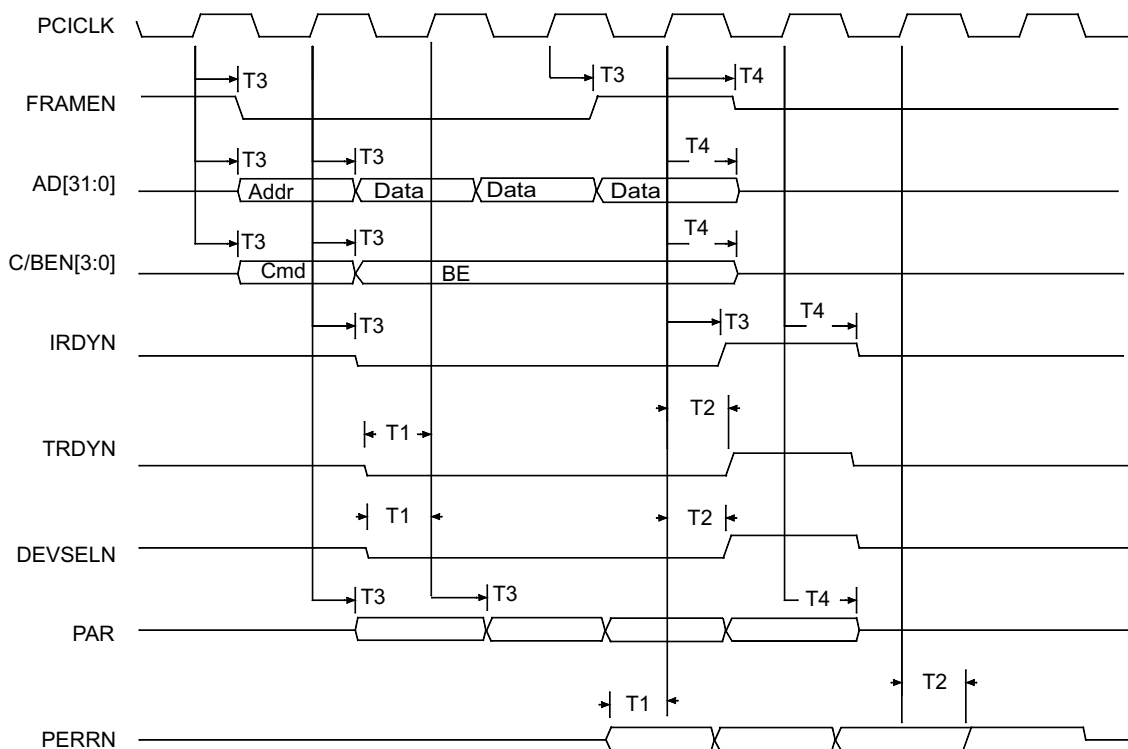 PCICLK
T3 T3 T4
FRAMEN
T3 T3 T4
AD[31:0] Addr Data Data Data
T3 T3 T4
C/BEN[3:0] Cmd BE
T3 T3 T4
IRDYN
T1 T2
TRDYN
T1 T2
DEVSELN
T3 T3 T4
PAR
T1 T2
PERRN